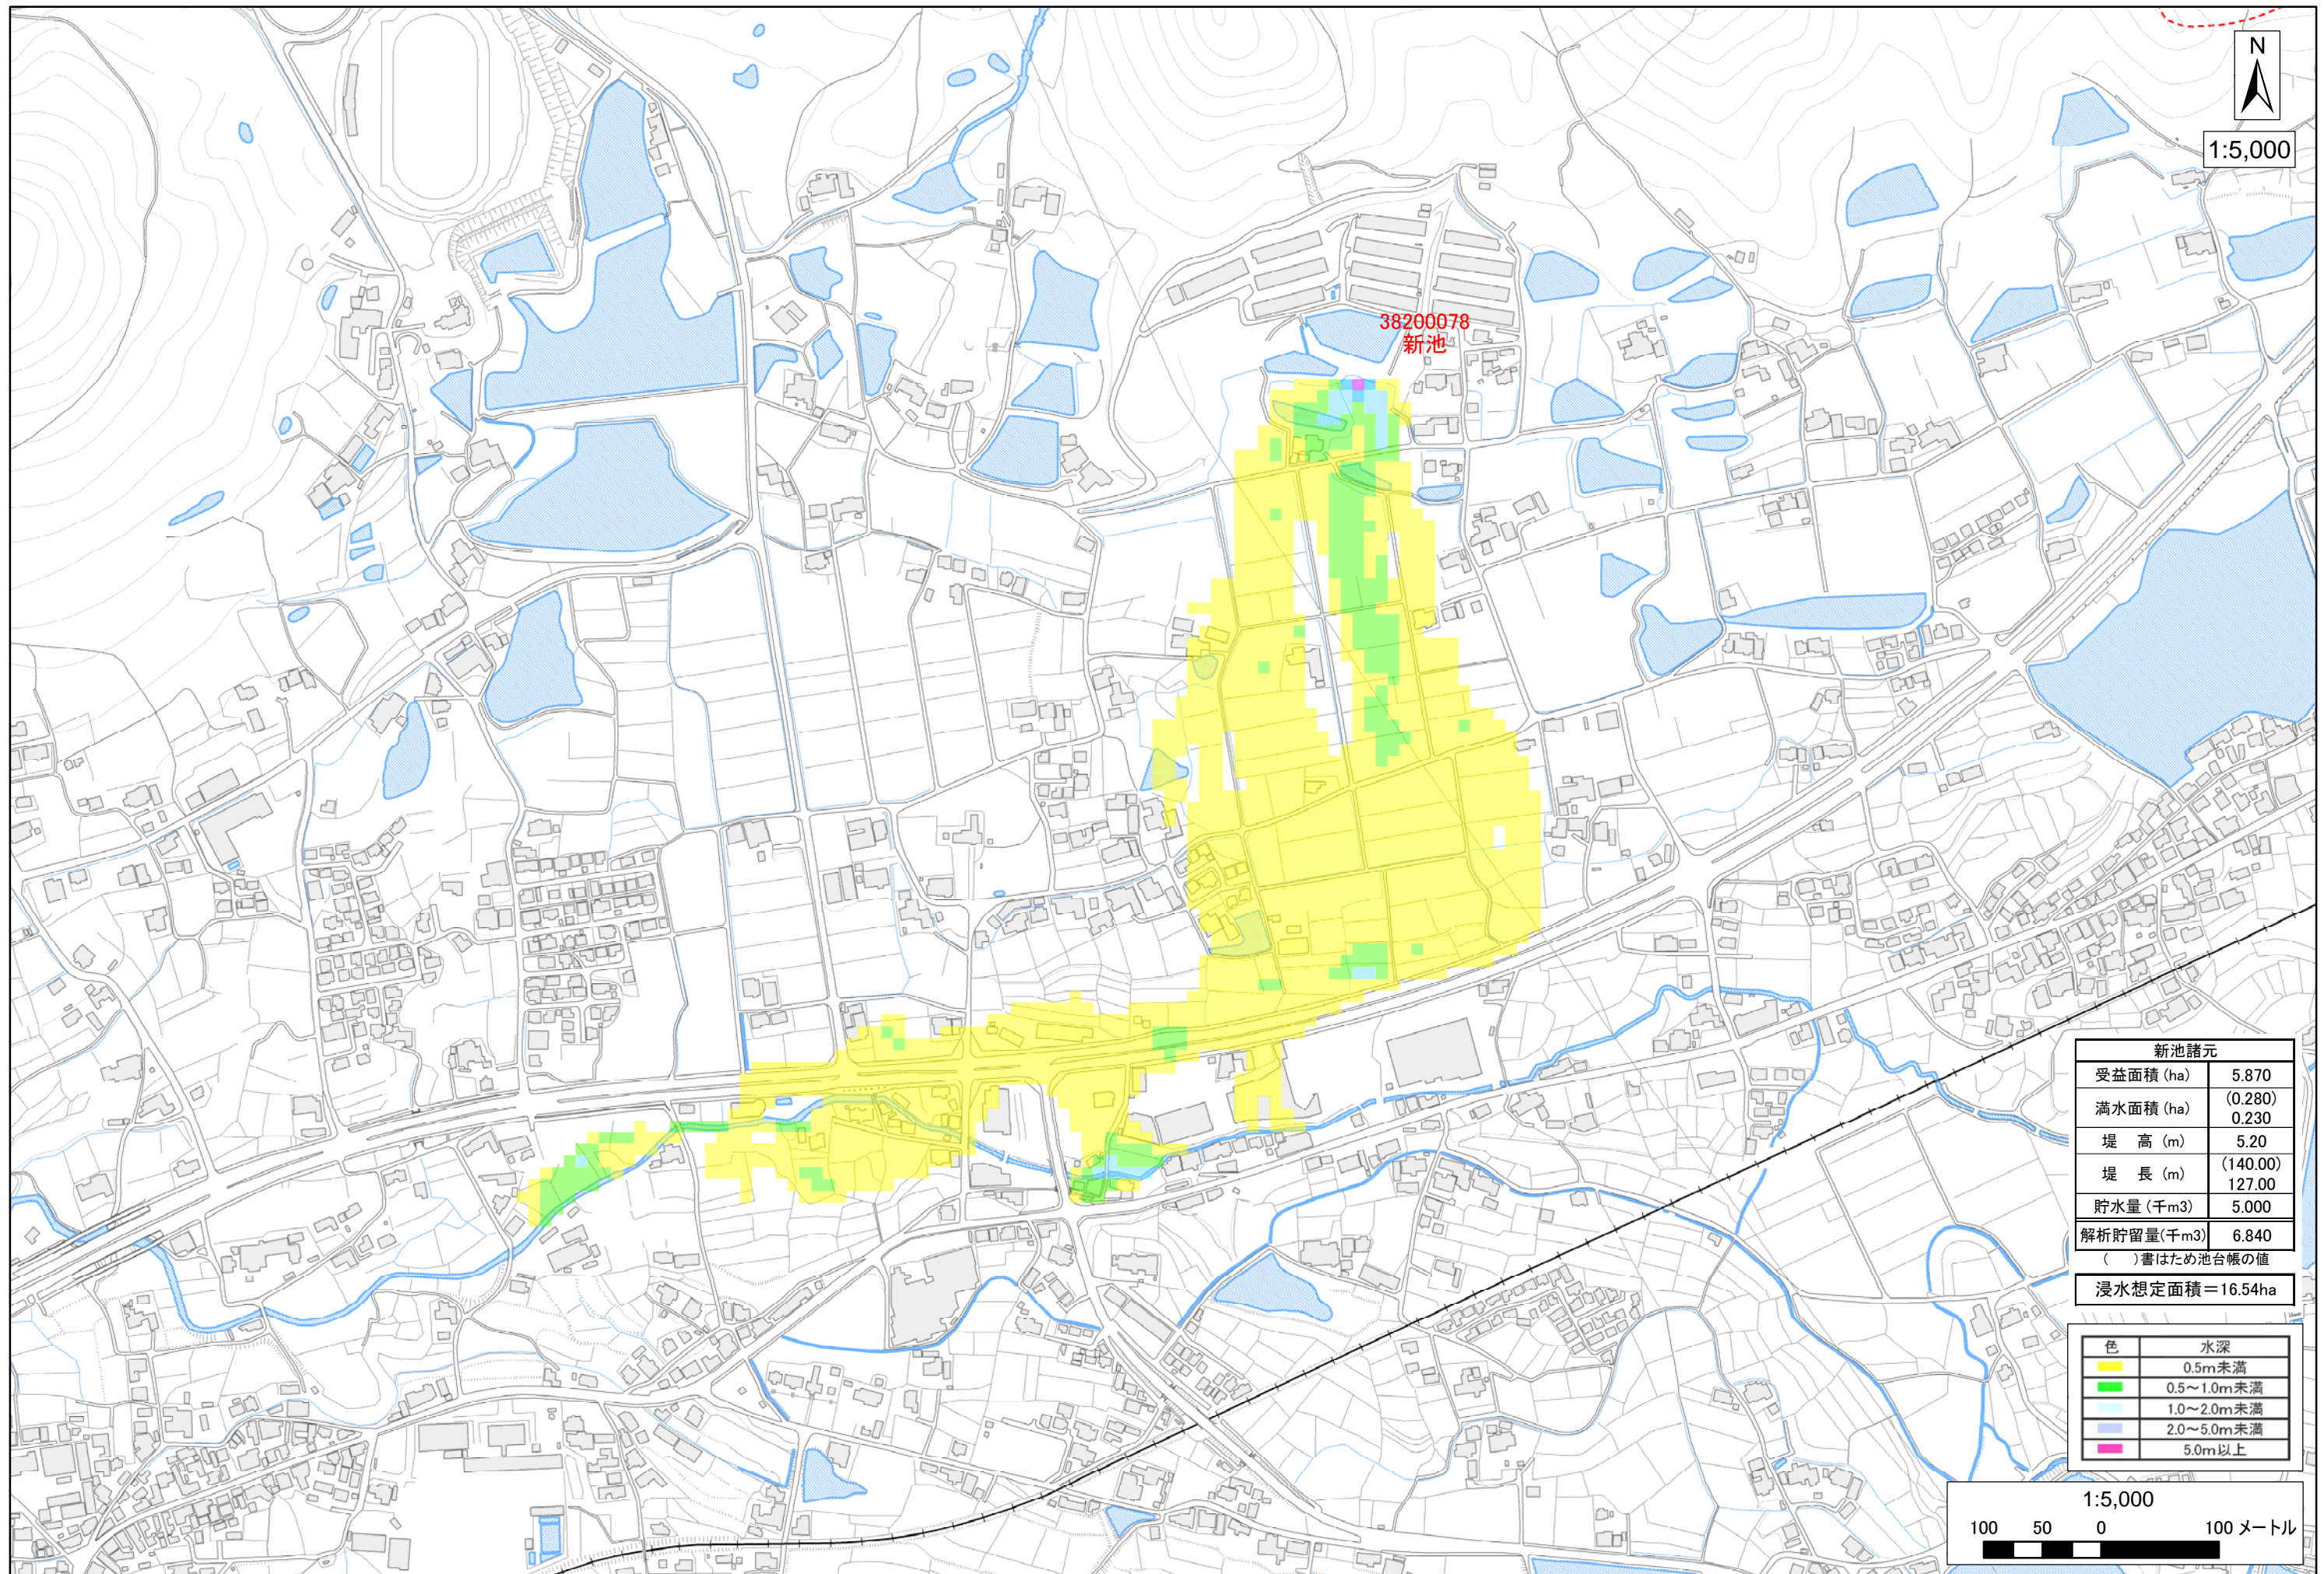 N
1:5,000
38200078
新池
新池諸元
受益面積(ha) 5.870
満水面積(ha) (0.280) 0.230
堤 高 (m) 5.20
堤 長 (m) (140.00) 127.00
貯水量(千m3) 5.000
解析貯留量(千m3) 6.840
( )書はため池台帳の値
浸水想定面積=16.54ha
色 水深
0.5m未満
0.5~1.0m未満
1.0~2.0m未満
2.0~5.0m未満
5.0m以上
1:5,000
100 50 0 100 メートル